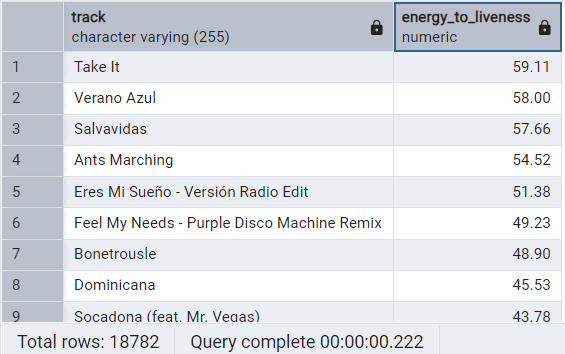 track energy_to_liveness
character varying (255) numeric
1 Take It 59.11
2 Verano Azul 58.00
3 Salvavidas 57.66
4 Ants Marching 54.52
5 Eres Mi Sueño - Versión Radio Edit 51.38
6 Feel My Needs - Purple Disco Machine Remix 49.23
7 Bonetrousle 48.90
8 Dominicana 45.53
9 Socadona (feat. Mr. Vegas) 43.78
Total rows: 18782 Query complete 00:00:00.222